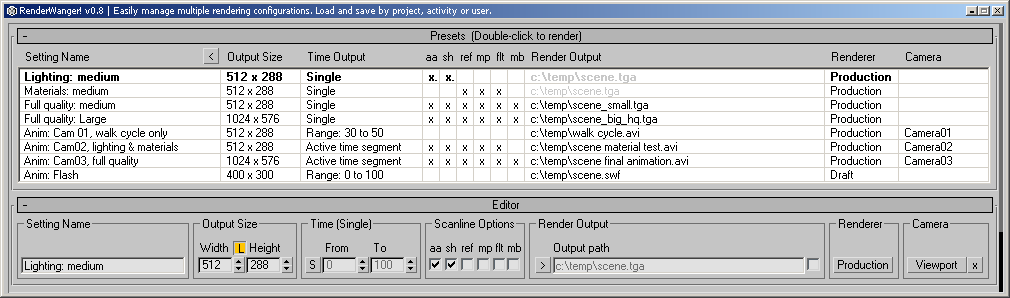 RenderWanger! v0.8 | Easily manage multiple rendering configurations. Load and save by project, activity or user.
- Presets (Double-click to render)
Setting Name < Output Size Time Output aa sh ref mp flt mb Render Output Renderer Camera
Lighting: medium 512 x 288 Single x. x. c:\temp\scene.tga Production
Materials: medium 512 x 288 Single x x x c:\temp\scene.tga Production
Full quality: medium 512 x 288 Single x x x x x x c:\temp\scene_small.tga Production
Full quality: Large 1024 x 576 Single x x x x x x c:\temp\scene_big_hq.tga Production
Anim: Cam 01, walk cycle only 512 x 288 Range: 30 to 50 c:\temp\walk cycle.avi Production Camera01
Anim: Cam02, lighting & materials 512 x 288 Active time segment x x x x x c:\temp\scene material test.avi Production Camera02
Anim: Cam03, full quality 1024 x 576 Active time segment x x x x x x c:\temp\scene final animation.avi Production Camera03
Anim: Flash 400 x 300 Range: 0 to 100 c:\temp\scene.swf Draft
- Editor
Setting Name Output Size Time (Single) Scanline Options Render Output Renderer Camera
Width L Height From To aa sh ref mp flt mb Output path
Lighting: medium 512 288 S 0 100 > c:\temp\scene.tga Production Viewport x